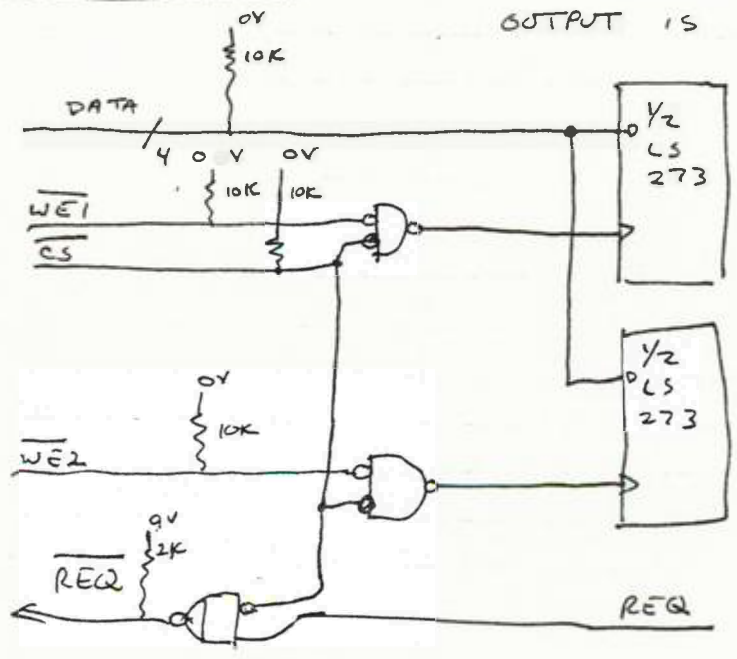 OUTPUT IS
0V
10K
DATA
4
0V
0V
10K
10K
WE1
CS
1/2
LS
273
0V
10K
WE2
1/2
LS
273
0V
2K
REQ
REQ